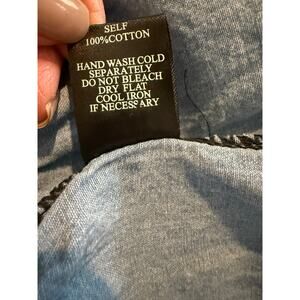 SELF
100%COTTON
HAND WASH COLD
SEPARATELY
DO NOT BLEACH
DRY FLAT
COOL IRON
IF NECESSARY